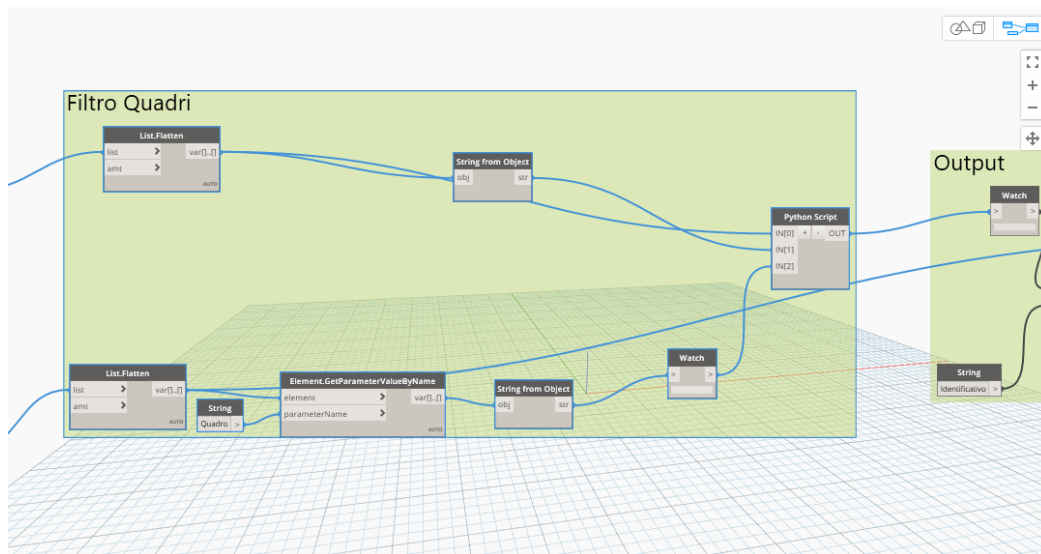 Filtro Quadri
List.Flatten
list > var[]..[]
amt >
AUTO
String from Object
obj str
Python Script
IN[0] + - OUT
IN[1]
IN[2]
Output
Watch
> >
List.Flatten
list > var[]..[]
amt >
AUTO
String
Quadro >
Element.GetParameterValueByName
element > var[]..[]
parameterName >
AUTO
String from Object
obj str
Watch
> >
String
Identificativo >